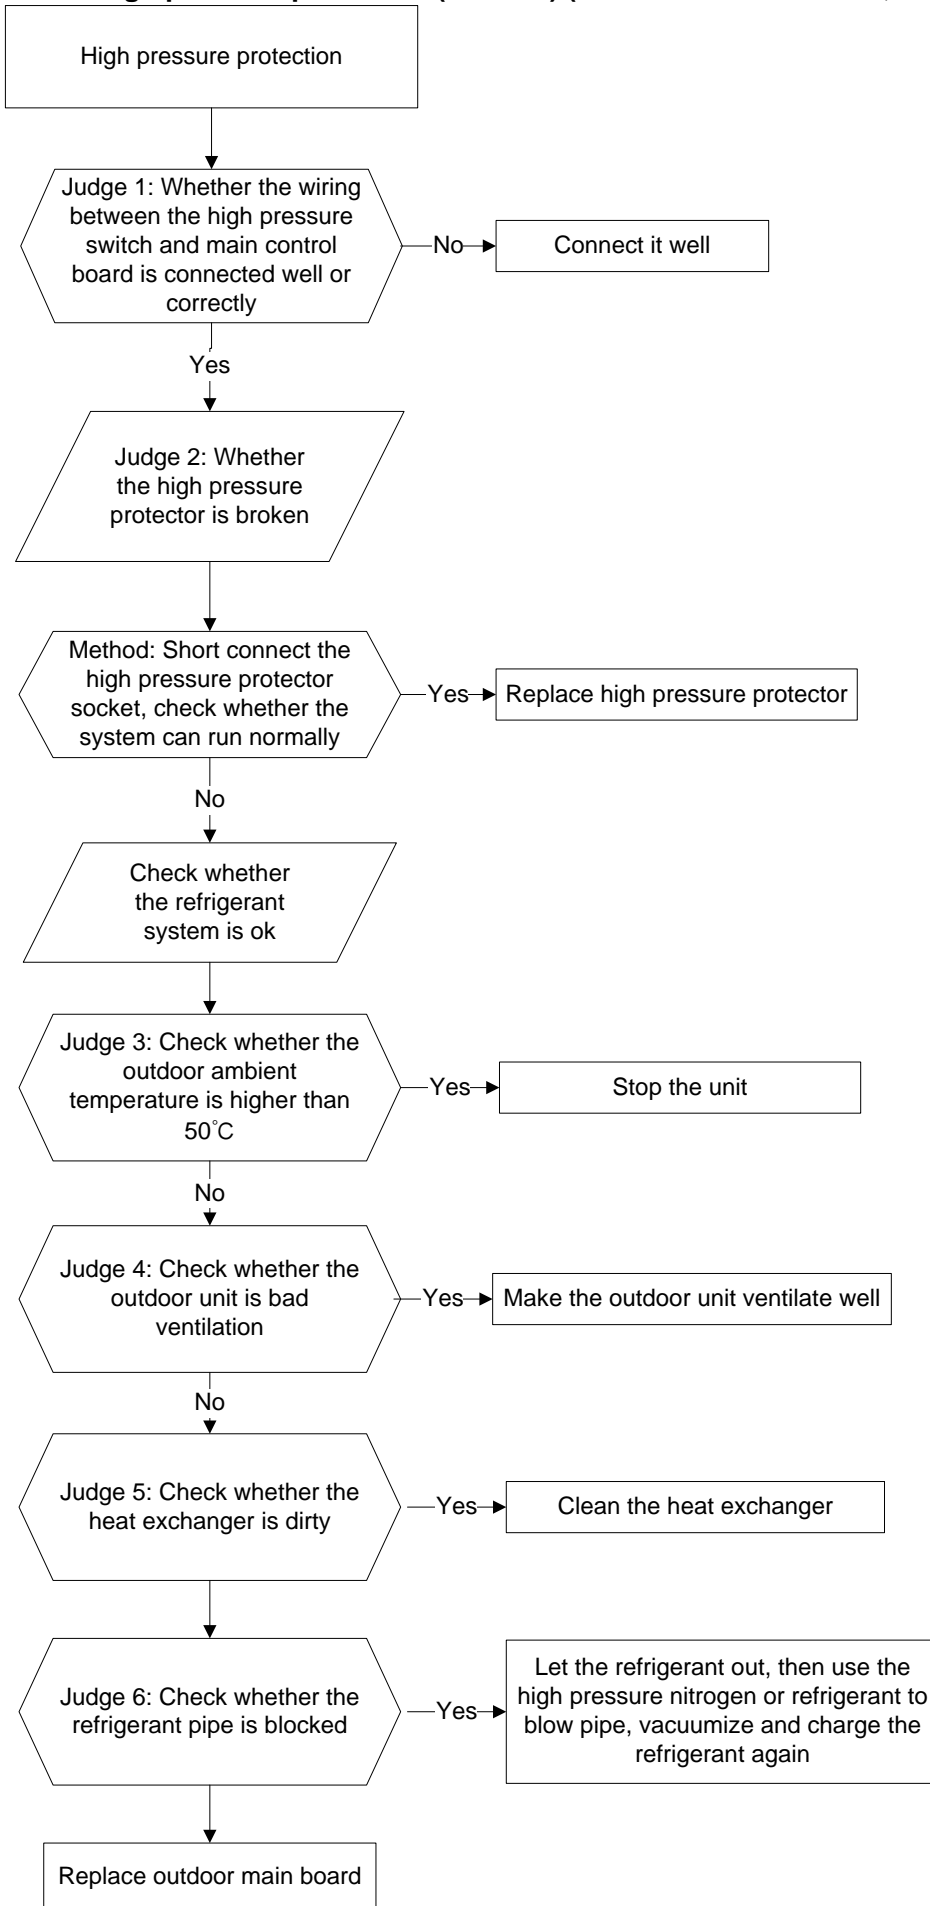 High pressure protection
Judge 1: Whether the wiring
between the high pressure
switch and main control
board is connected well or
correctly
No
Connect it well
Yes
Judge 2: Whether
the high pressure
protector is broken
Method: Short connect the
high pressure protector
socket, check whether the
system can run normally
Yes
Replace high pressure protector
No
Check whether
the refrigerant
system is ok
Judge 3: Check whether the
outdoor ambient
temperature is higher than
50°C
Yes
Stop the unit
No
Judge 4: Check whether the
outdoor unit is bad
ventilation
Yes
Make the outdoor unit ventilate well
No
Judge 5: Check whether the
heat exchanger is dirty
Yes
Clean the heat exchanger
Judge 6: Check whether the
refrigerant pipe is blocked
Yes
Let the refrigerant out, then use the
high pressure nitrogen or refrigerant to
blow pipe, vacuumize and charge the
refrigerant again
Replace outdoor main board